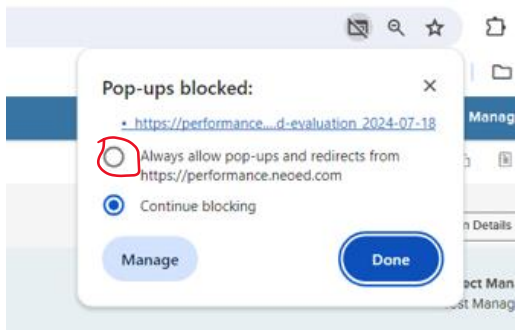 Pop-ups blocked:
• https://performance....d-evaluation_2024-07-18
Always allow pop-ups and redirects from
https://performance.neoed.com
Continue blocking
Manage
Done
Manag
n Details
ect Man
st Manag